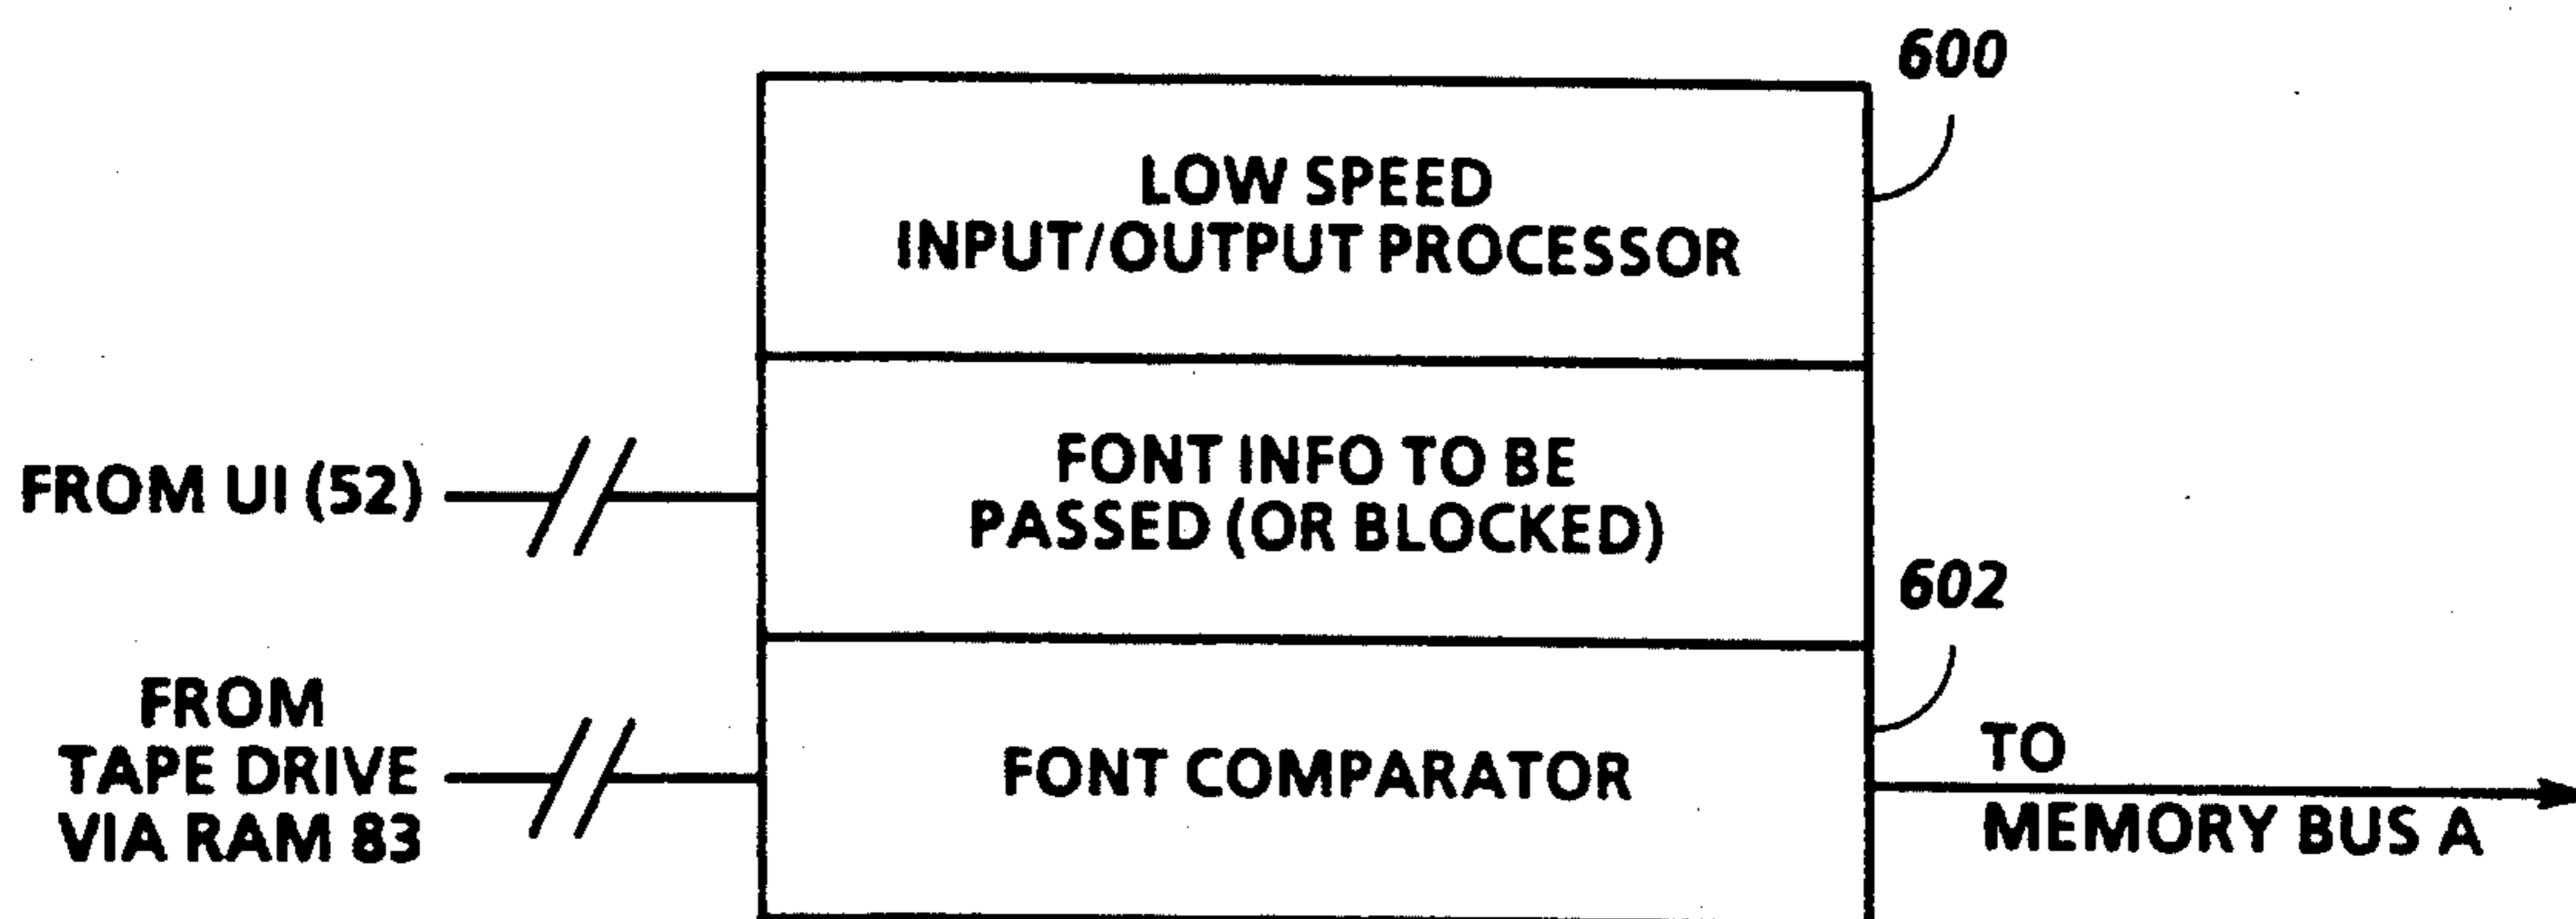 600
LOW SPEED
INPUT/OUTPUT PROCESSOR
FROM UI (52)
FONT INFO TO BE
PASSED (OR BLOCKED)
602
FROM
TAPE DRIVE
VIA RAM 83
FONT COMPARATOR
TO
MEMORY BUS A